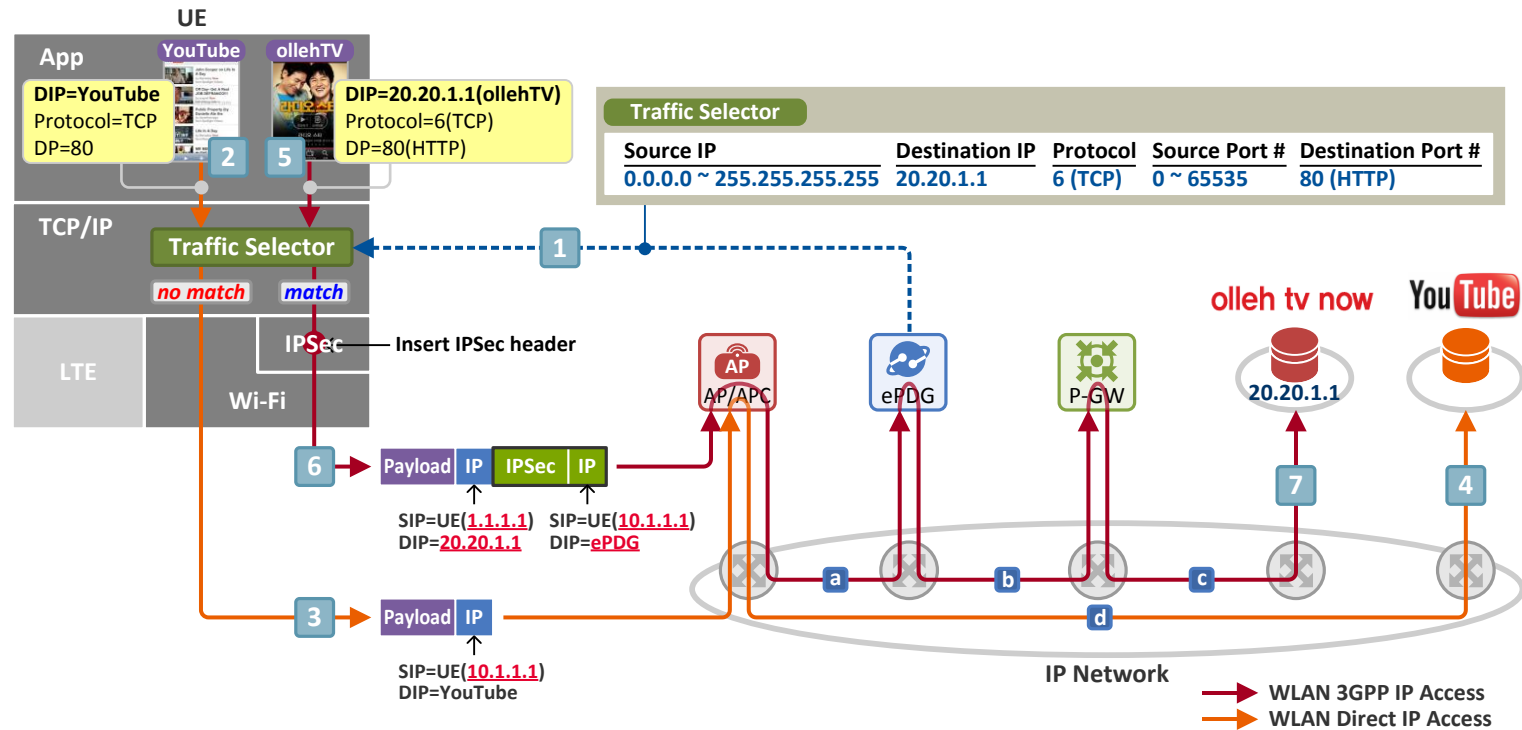 UE
App
YouTube
ollehTV
DIP=YouTube
Protocol=TCP
DP=80
DIP=20.20.1.1(ollehTV)
Protocol=6(TCP)
DP=80(HTTP)
2
5
Traffic Selector
Source IP Destination IP Protocol Source Port # Destination Port #
0.0.0.0 ~ 255.255.255.255 20.20.1.1 6 (TCP) 0 ~ 65535 80 (HTTP)
TCP/IP
Traffic Selector
1
no match
match
LTE
IPSec
Insert IPSec header
Wi-Fi
AP
AP/APC
ePDG
P-GW
olleh tv now
20.20.1.1
YouTube
6
Payload IP IPSec IP
SIP=UE(1.1.1.1)
DIP=20.20.1.1
SIP=UE(10.1.1.1)
DIP=ePDG
7
4
a
b
c
d
3
Payload IP
SIP=UE(10.1.1.1)
DIP=YouTube
IP Network
WLAN 3GPP IP Access
WLAN Direct IP Access